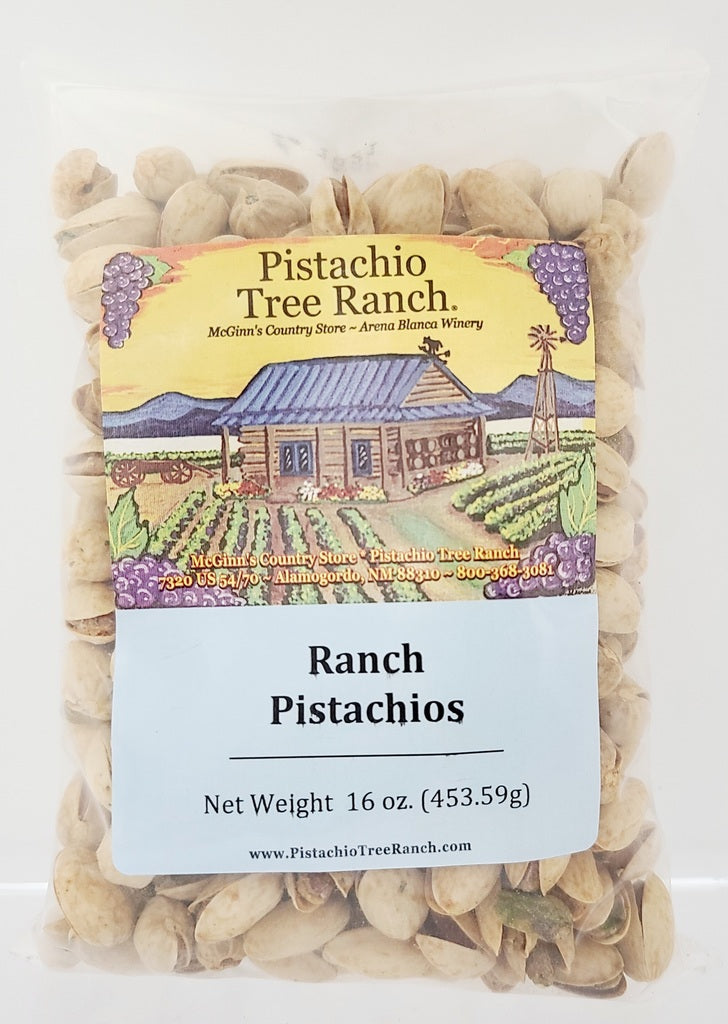 Pistachio
Tree Ranch®
McGinn's Country Store ~ Arena Blanca Winery
McGinn's Country Store • Pistachio Tree Ranch
7320 US 54/70 ~ Alamogordo, NM 88310 ~ 800-368-3081
Ranch
Pistachios
Net Weight 16 oz. (453.59g)
www.PistachioTreeRanch.com